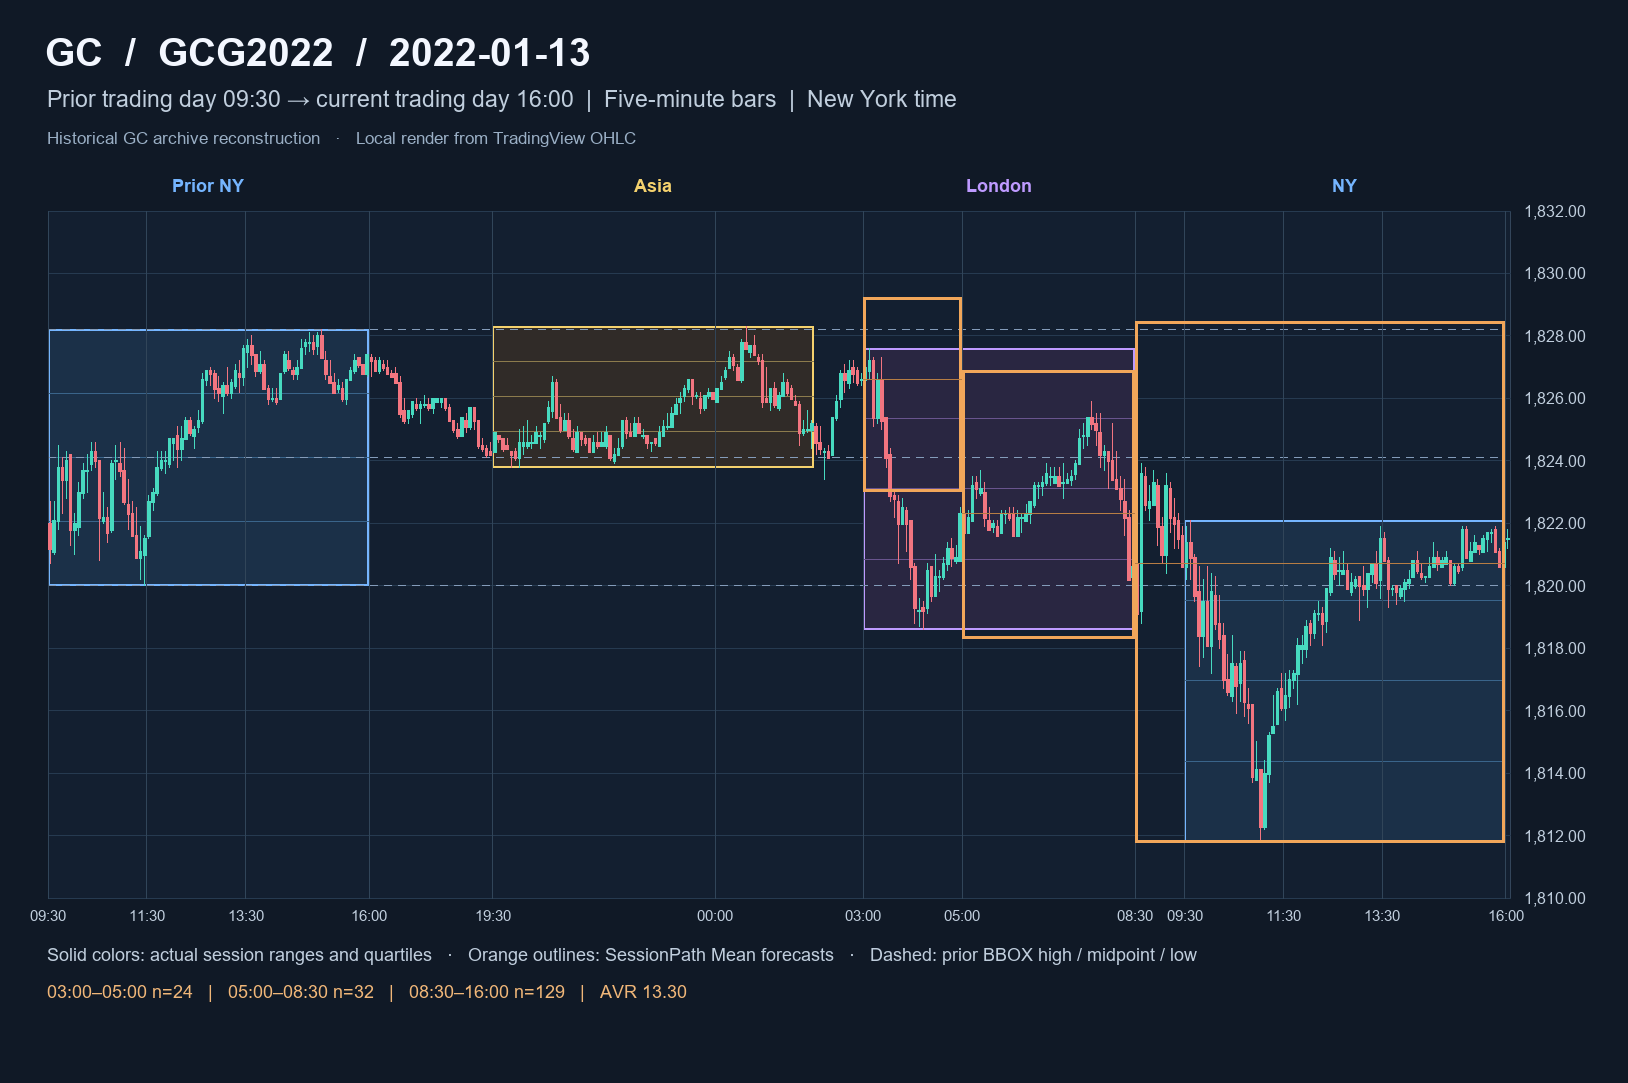 GC / GCG2022 / 2022-01-13
Prior trading day 09:30 → current trading day 16:00 | Five-minute bars | New York time
Historical GC archive reconstruction · Local render from TradingView OHLC
Prior NY Asia London NY
1,832.00
1,830.00
1,828.00
1,826.00
1,824.00
1,822.00
1,820.00
1,818.00
1,816.00
1,814.00
1,812.00
1,810.00
09:30 11:30 13:30 16:00 19:30 00:00 03:00 05:00 08:30 09:30 11:30 13:30 16:00
Solid colors: actual session ranges and quartiles · Orange outlines: SessionPath Mean forecasts · Dashed: prior BBOX high / midpoint / low
03:00–05:00 n=24 | 05:00–08:30 n=32 | 08:30–16:00 n=129 | AVR 13.30